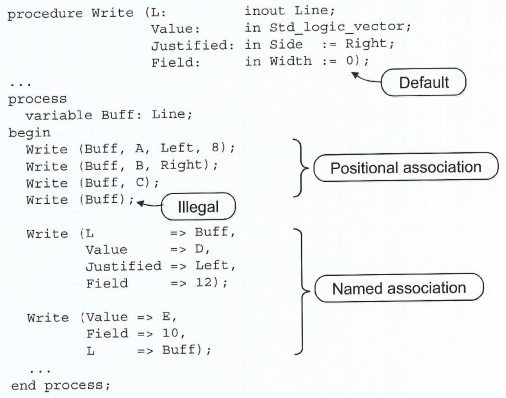 procedure Write (L:           inout Line;
                 Value:       in Std_logic_vector;
                 Justified: in Side  := Right;
                 Field:       in Width := 0);
Default
...
process
  variable Buff: Line;
begin
  Write (Buff, A, Left, 8);
  Write (Buff, B, Right);
  Positional association
  Write (Buff, C);
  Write (Buff);
  Illegal
  Write (L         => Buff,
         Value     => D,
         Justified => Left,
         Field     => 12);
  Named association
  Write (Value => E,
         Field => 10,
         L     => Buff);
  ...
end process;